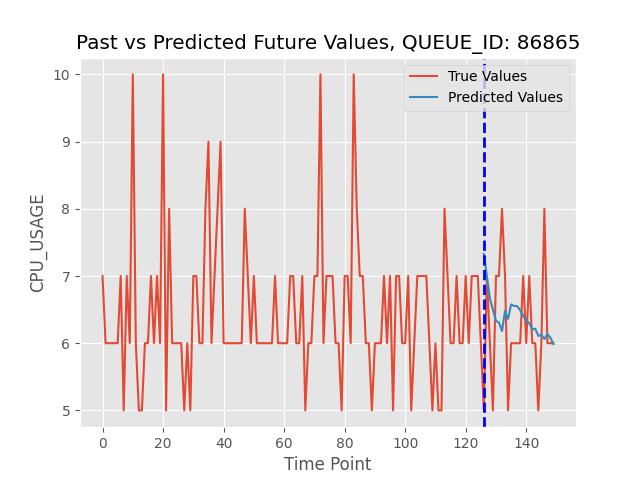 Past vs Predicted Future Values, QUEUE_ID: 86865
True Values
Predicted Values
10
9
8
7
6
5
CPU_USAGE
0 20 40 60 80 100 120 140
Time Point